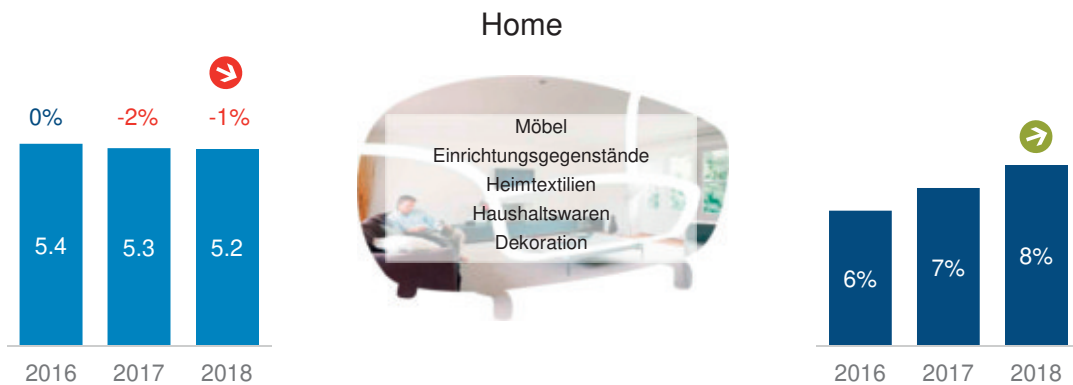 Home
0%
-2%
-1%
5.4
5.3
5.2
2016
2017
2018
Möbel
Einrichtungsgegenstände
Heimtextilien
Haushaltswaren
Dekoration
6%
7%
8%
2016
2017
2018